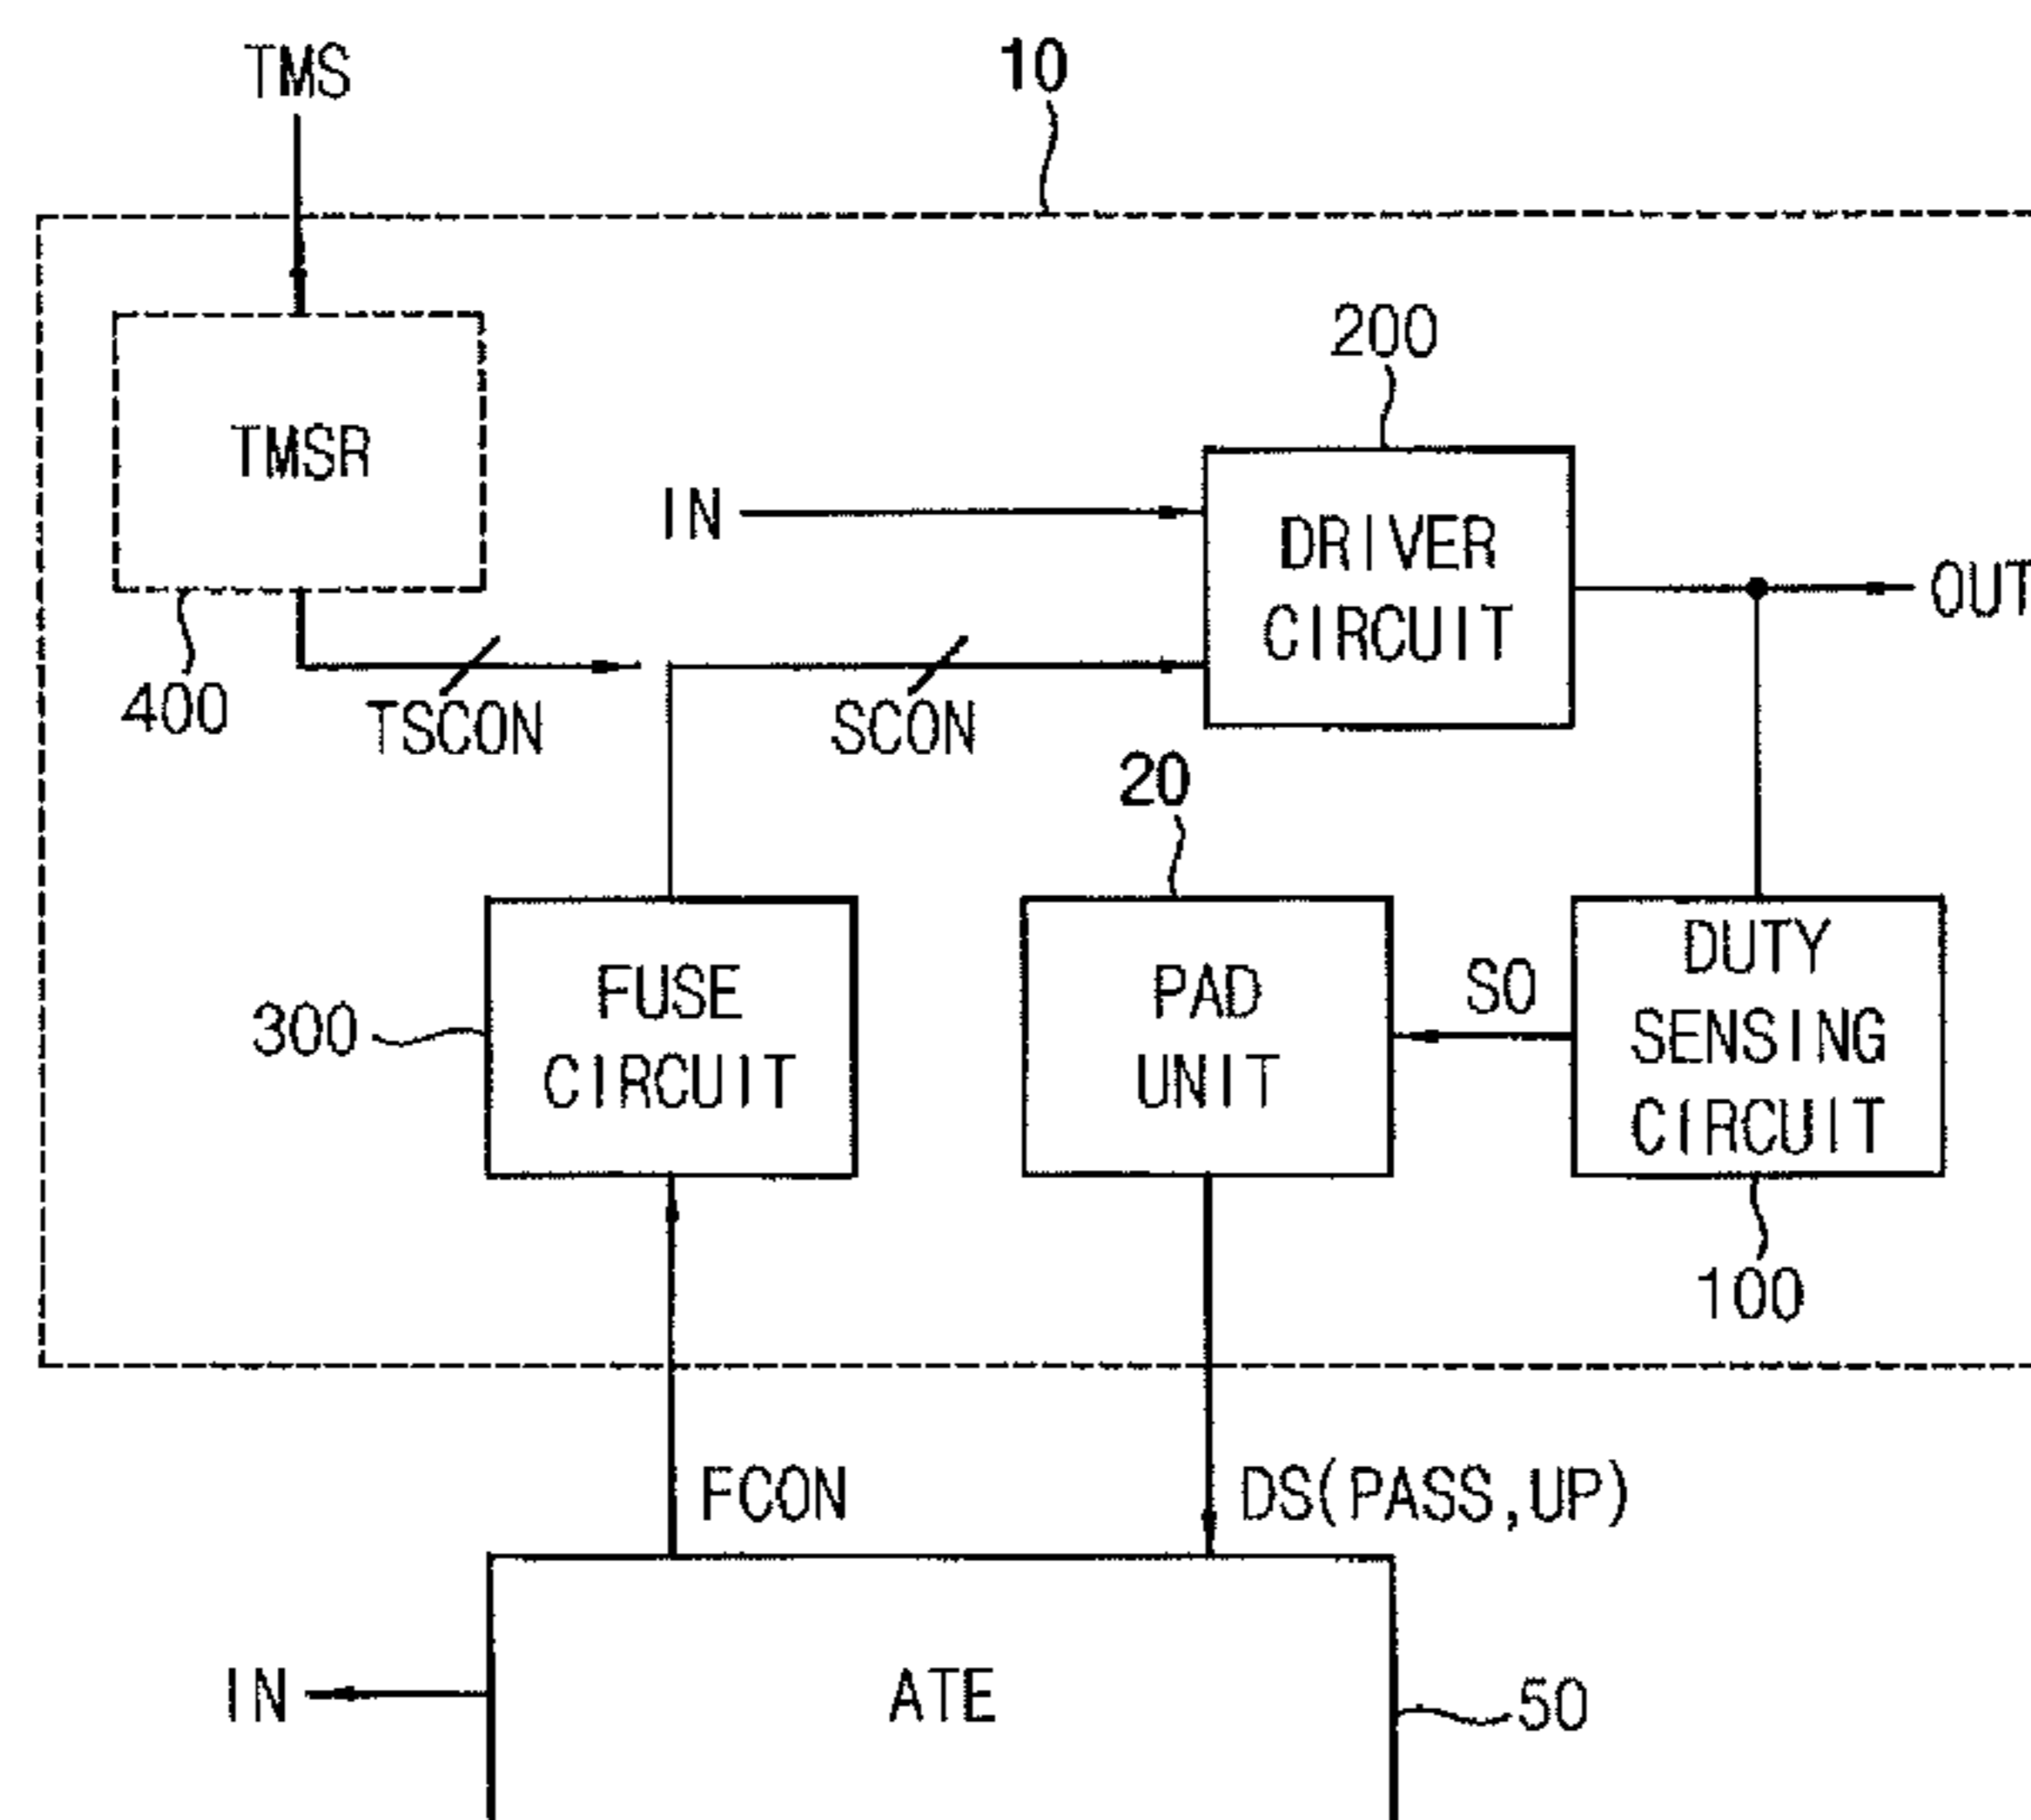 TMS
10
TMSR
200
IN
DRIVER
CIRCUIT
OUT
400
TSCON
SCON
20
FUSE
CIRCUIT
300
PAD
UNIT
SO
DUTY
SENSING
CIRCUIT
100
FCON
DS(PASS,UP)
IN
ATE
50